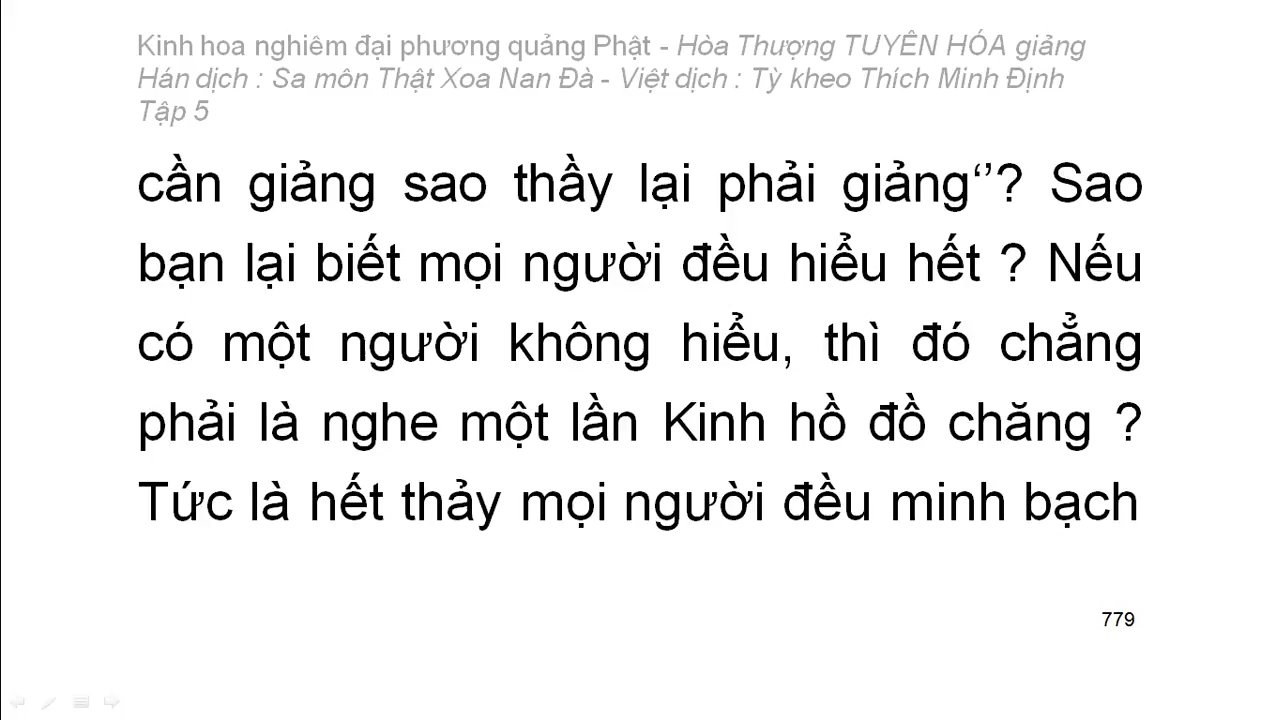 Kinh hoa nghiêm đại phương quảng Phật - Hòa Thượng TUYÊN HÓA giảng
Hán dịch : Sa môn Thật Xoa Nan Đà - Việt dịch : Tỳ kheo Thích Minh Định
Tập 5
cần giảng sao thầy lại phải giảng‘’? Sao
bạn lại biết mọi người đều hiểu hết ? Nếu
có một người không hiểu, thì đó chẳng
phải là nghe một lần Kinh hồ đồ chăng ?
Tức là hết thảy mọi người đều minh bạch
779